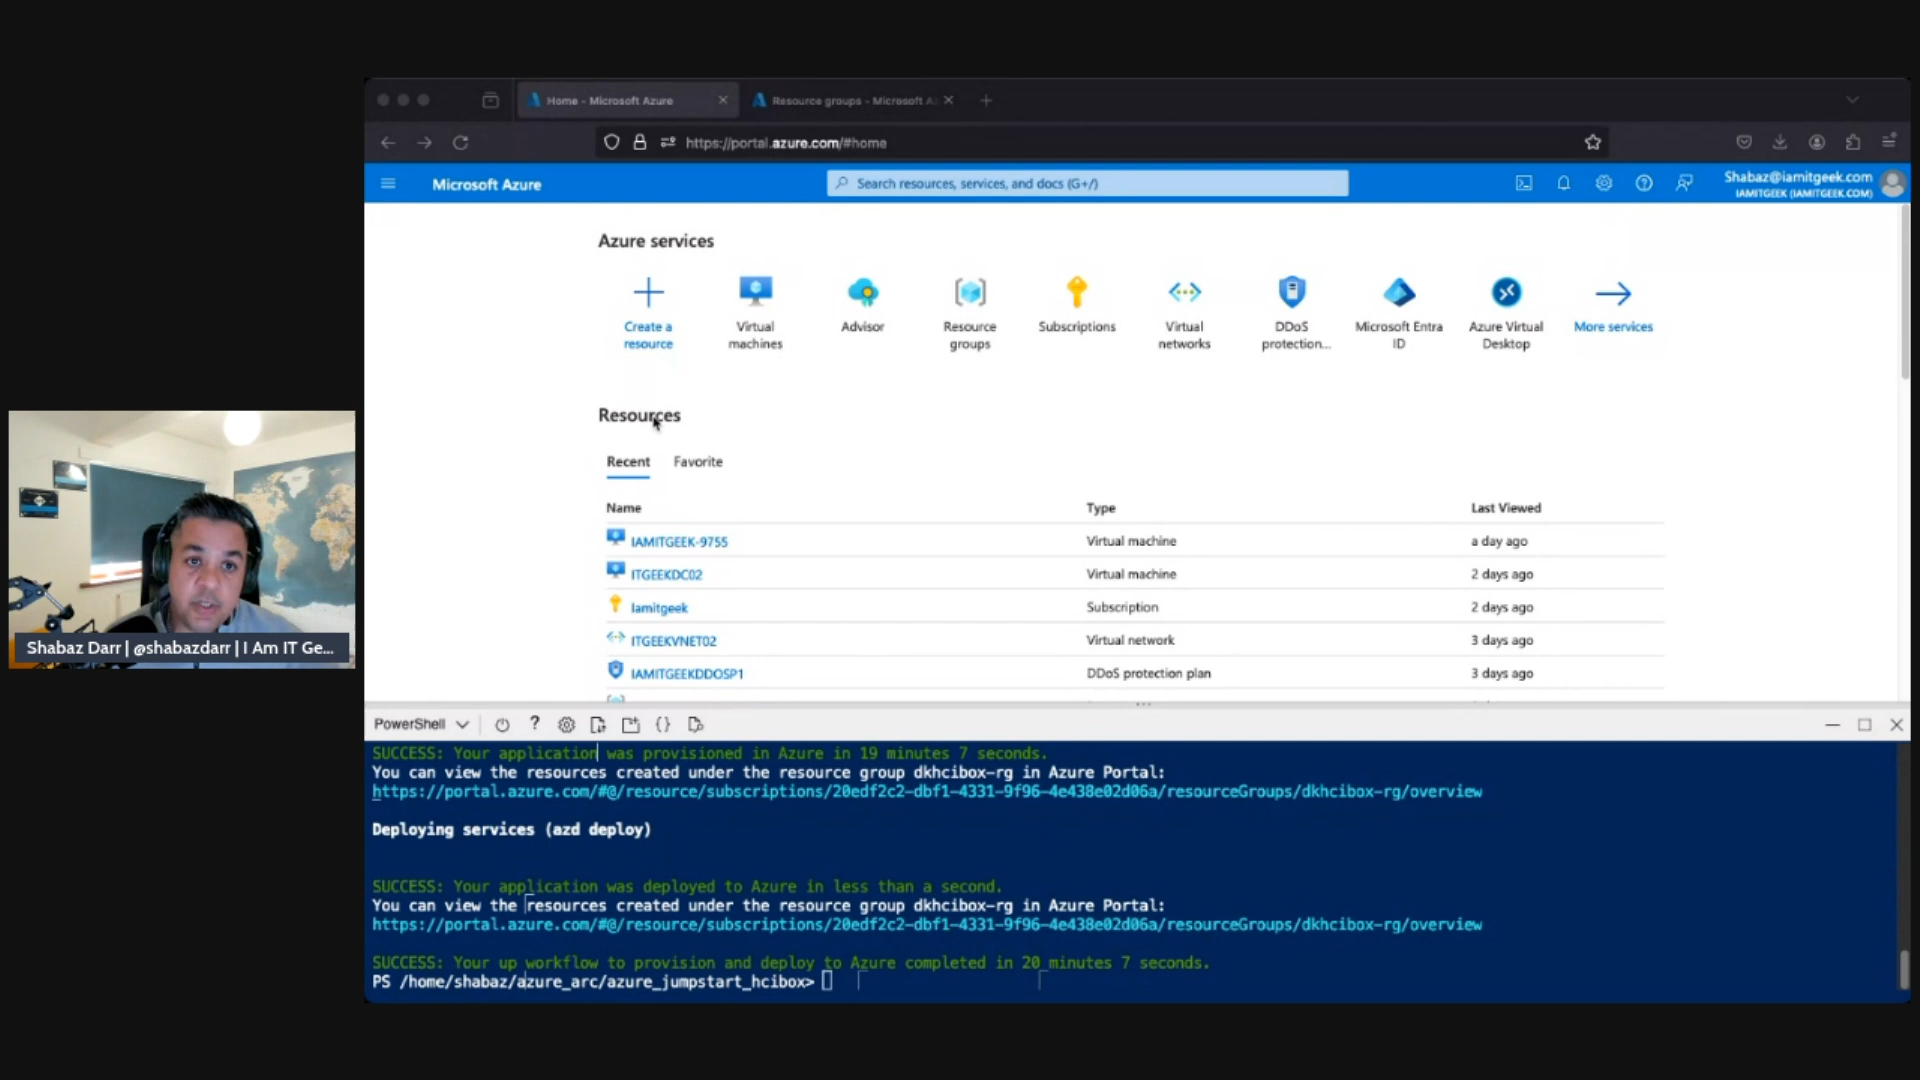 Home - Microsoft Azure
Resource groups - Microsoft A
https://portal.azure.com/#home
Microsoft Azure
Search resources, services, and docs (G+/)
Shabaz@iamitgeek.com
IAMITGEEK (IAMITGEEK.COM)
Azure services
Create a resource
Virtual machines
Advisor
Resource groups
Subscriptions
Virtual networks
DDoS protection...
Microsoft Entra ID
Azure Virtual Desktop
More services
Resources
Recent Favorite
Name Type Last Viewed
IAMITGEEK-9755 Virtual machine a day ago
ITGEEKDC02 Virtual machine 2 days ago
Iamitgeek Subscription 2 days ago
ITGEEKVNET02 Virtual network 3 days ago
IAMITGEEKDDOSP1 DDoS protection plan 3 days ago
Shabaz Darr | @shabazdarr | I Am IT Ge...
PowerShell
SUCCESS: Your application was provisioned in Azure in 19 minutes 7 seconds.
You can view the resources created under the resource group dkhcibox-rg in Azure Portal:
https://portal.azure.com/#@/resource/subscriptions/20edf2c2-dbf1-4331-9f96-4e438e02d06a/resourceGroups/dkhcibox-rg/overview
Deploying services (azd deploy)
SUCCESS: Your application was deployed to Azure in less than a second.
You can view the resources created under the resource group dkhcibox-rg in Azure Portal:
https://portal.azure.com/#@/resource/subscriptions/20edf2c2-dbf1-4331-9f96-4e438e02d06a/resourceGroups/dkhcibox-rg/overview
SUCCESS: Your up workflow to provision and deploy to Azure completed in 20 minutes 7 seconds.
PS /home/shabaz/azure_arc/azure_jumpstart_hcibox>